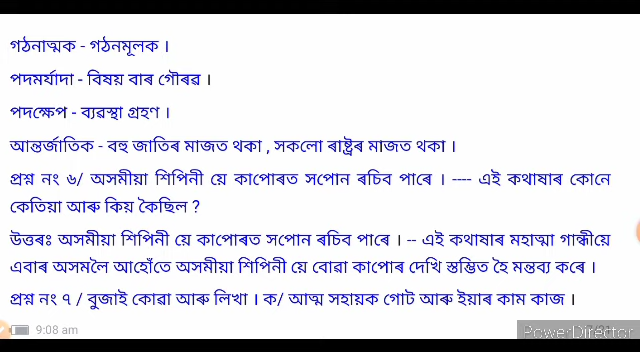 গঠনাত্মক - গঠনমূলক ।
পদমৰ্যাদা - বিষয় বাৰ গৌৰৱ ।
পদক্ষেপ - ব্যৱস্থা গ্ৰহণ ।
আন্তৰ্জাতিক - বহু জাতিৰ মাজত থকা , সকলো ৰাষ্ট্ৰৰ মাজত থকা ।
প্ৰশ্ন নং ৬/ অসমীয়া শিপিনী য়ে কাপোৰত সপোন ৰচিব পাৰে । ---- এই কথাষাৰ কোনে
কেতিয়া আৰু কিয় কৈছিল ?
উত্তৰঃ অসমীয়া শিপিনী য়ে কাপোৰত সপোন ৰচিব পাৰে । -- এই কথাষাৰ মহাত্মা গান্ধীয়ে
এবাৰ অসমলৈ আহোঁতে অসমীয়া শিপিনী য়ে বোৱা কাপোৰ দেখি স্তম্ভিত হৈ মন্তব্য কৰে ।
প্ৰশ্ন নং ৭ / বুজাই কোৱা আৰু লিখা । ক/ আত্ম সহায়ক গোট আৰু ইয়াৰ কাম কাজ ।
9:08 am
PowerDirector